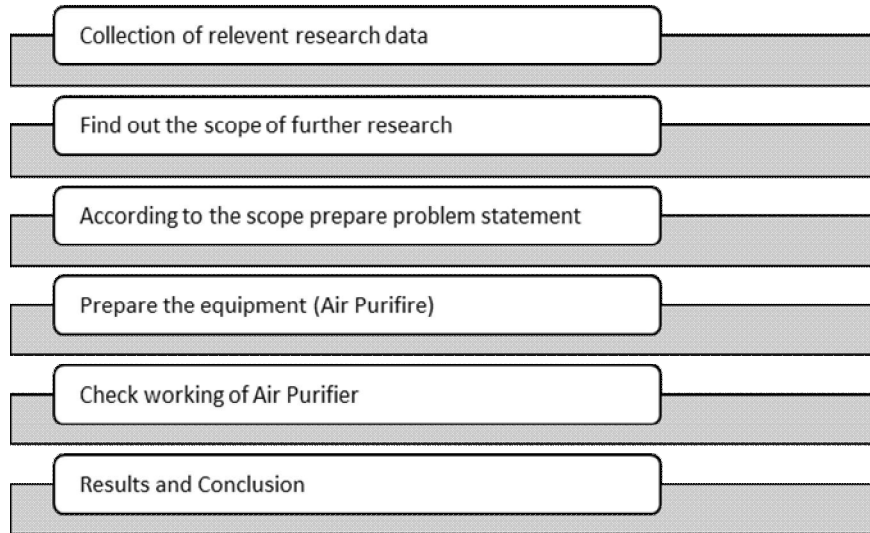 Collection of relevent research data
Find out the scope of further research
According to the scope prepare problem statement
Prepare the equipment (Air Purifire)
Check working of Air Purifier
Results and Conclusion